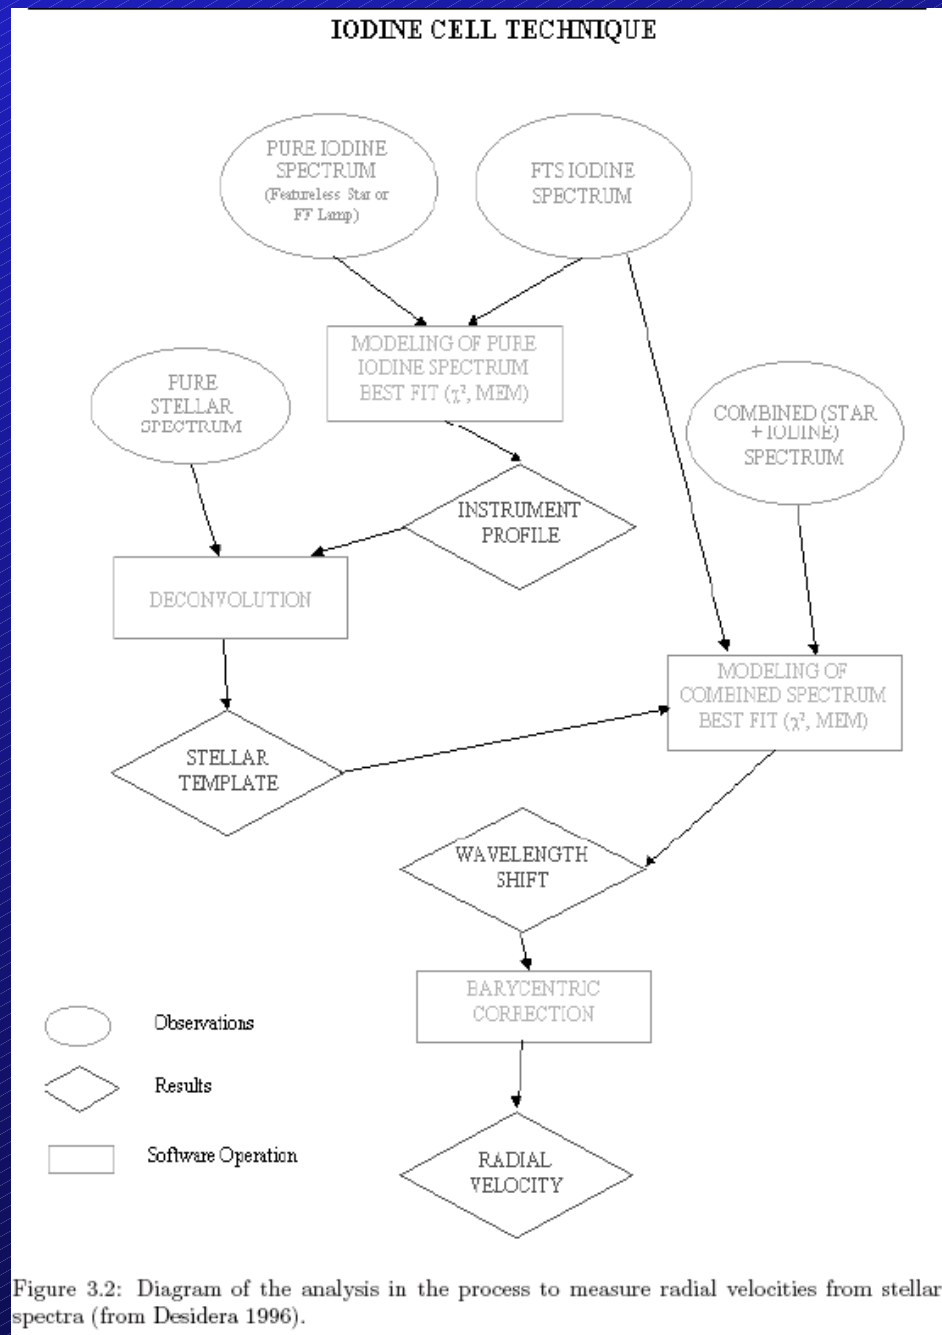 IODINE CELL TECHNIQUE
PURE IODINE
SPECTRUM
(Featureless Star or
FF Lamp)
FTS IODINE
SPECTRUM
MODELING OF PURE
IODINE SPECTRUM
BEST FIT (χ², MEM)
PURE
STELLAR
SPECTRUM
COMBINED (STAR
+ IODINE)
SPECTRUM
INSTRUMENT
PROFILE
DECONVOLUTION
MODELING OF
COMBINED SPECTRUM
BEST FIT (χ², MEM)
STELLAR
TEMPLATE
WAVELENGTH
SHIFT
BARYCENTRIC
CORRECTION
Observations
Results
Software Operation
RADIAL
VELOCITY
Figure 3.2: Diagram of the analysis in the process to measure radial velocities from stellar
spectra (from Desidera 1996).